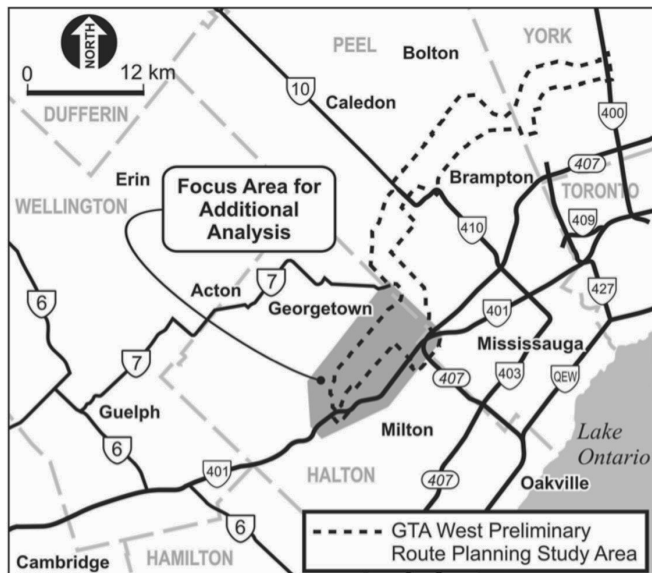 NORTH
0 12 km
PEEL
Bolton
YORK
10
Caledon
400
DUFFERIN
407
Erin
Focus Area for
Additional
Analysis
Brampton
TORONTO
WELLINGTON
409
410
7
6
Acton
Georgetown
401
427
Mississauga
7
407
403
QEW
Guelph
Milton
6
Lake
Ontario
401
HALTON
407
Oakville
6
GTA West Preliminary
Route Planning Study Area
Cambridge
HAMILTON